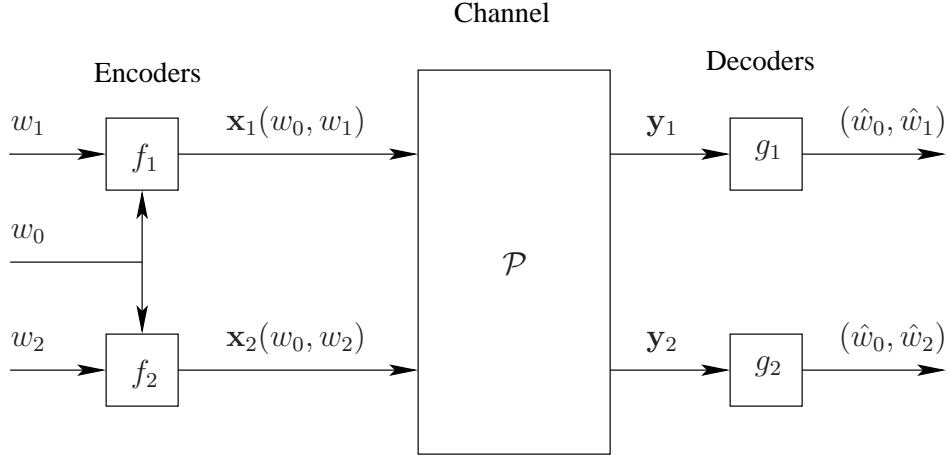 Channel
Encoders
Decoders
w₁
f₁
𝐱₁(w₀, w₁)
𝐲₁
g₁
(ŵ₀, ŵ₁)
w₀
𝒫
w₂
f₂
𝐱₂(w₀, w₂)
𝐲₂
g₂
(ŵ₀, ŵ₂)